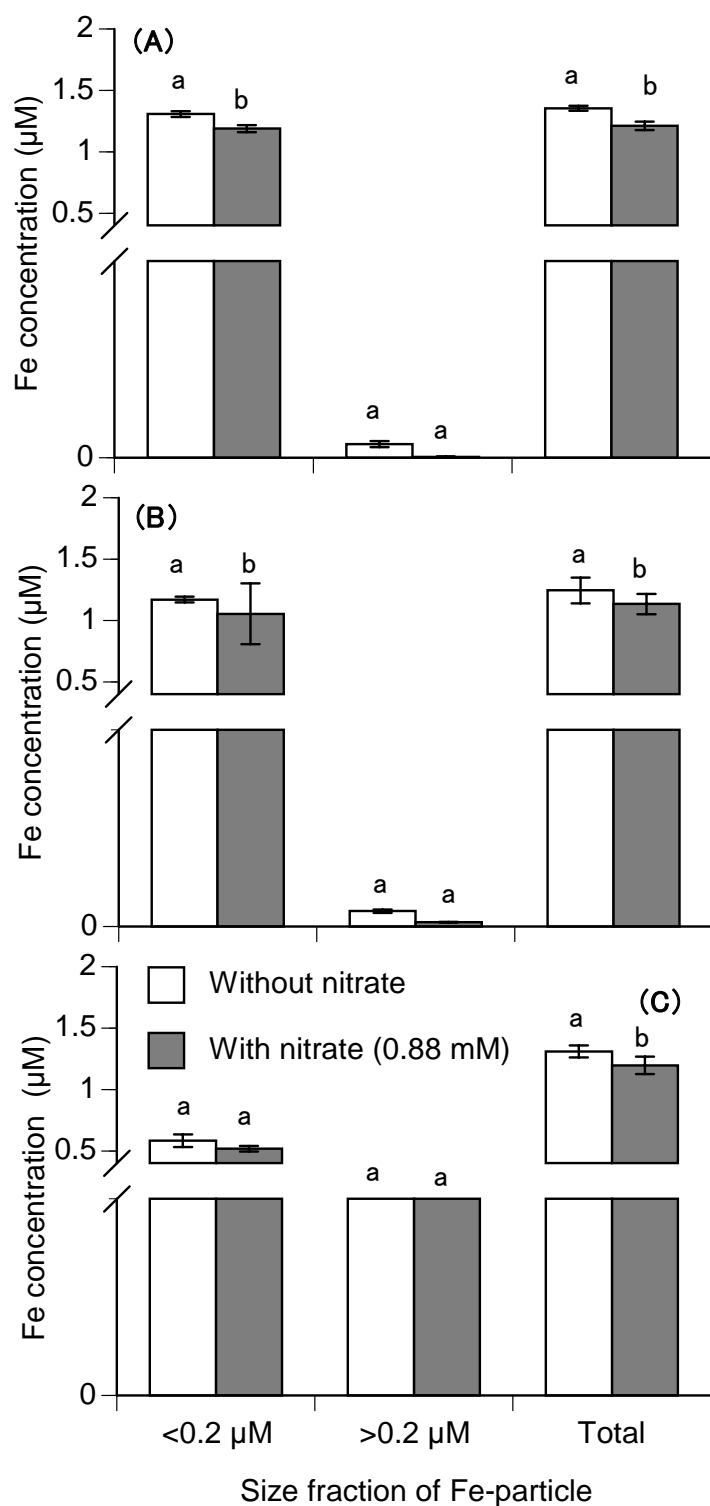 (A)
Fe concentration (µM)
2
1.5
1
0.5
0
a
b
a
a
a
b
(B)
Fe concentration (µM)
2
1.5
1
0.5
0
a
b
a
a
a
b
(C)
Fe concentration (µM)
2
1.5
1
0.5
0
Without nitrate
With nitrate (0.88 mM)
a
a
a
a
a
b
<0.2 µM
>0.2 µM
Total
Size fraction of Fe-particle